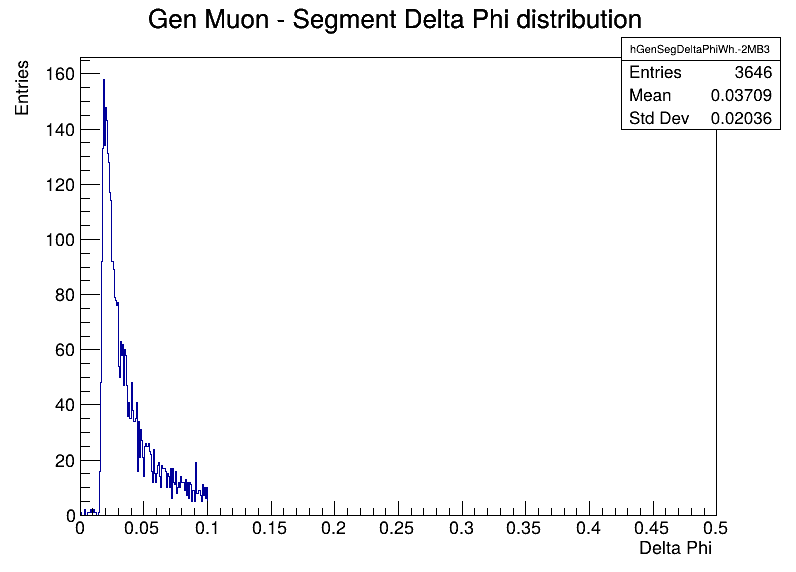 Gen Muon - Segment Delta Phi distribution
hGenSegDeltaPhiWh.-2MB3
Entries 3646
Mean 0.03709
Std Dev 0.02036
Entries
160
140
120
100
80
60
40
20
0
0 0.05 0.1 0.15 0.2 0.25 0.3 0.35 0.4 0.45 0.5
Delta Phi